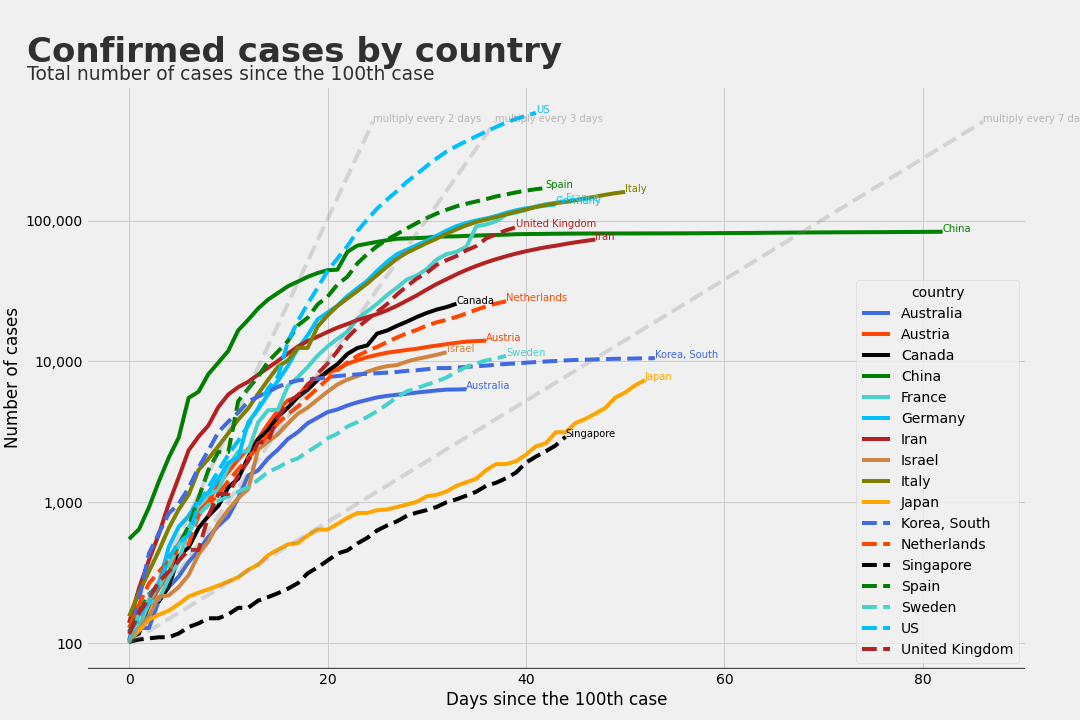 Confirmed cases by country
Total number of cases since the 100th case
multiply every 2 days
multiply every 3 days
multiply every 7 da
US
Spain
Italy
France
Germany
United Kingdom
Iran
China
Canada
Netherlands
Austria
Israel
Sweden
Korea, South
Australia
Japan
Singapore
Number of cases
100,000
10,000
1,000
100
0
20
40
60
80
Days since the 100th case
country
Australia
Austria
Canada
China
France
Germany
Iran
Israel
Italy
Japan
Korea, South
Netherlands
Singapore
Spain
Sweden
US
United Kingdom